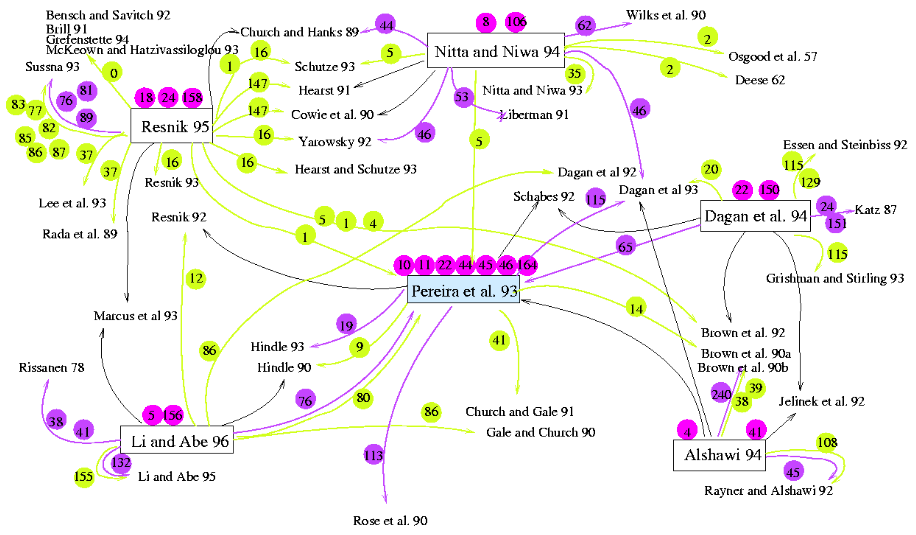 Bensch and Savitch 92
Brill 91
Grefenstette 94
McKeown and Hatzivassiloglou 93
Sussna 93
Church and Hanks 89
44
8
106
62
Wilks et al. 90
Nitta and Niwa 94
2
Osgood et al. 57
2
Deese 62
0
1
16
5
Schutze 93
83
77
76
81
82
89
85
86
87
37
18
24
158
Resnik 95
147
Hearst 91
147
Cowie et al. 90
16
Yarowsky 92
46
53
Liberman 91
35
Nitta and Niwa 93
46
5
16
Hearst and Schutze 93
37
16
Resnik 93
Lee et al. 93
Rada et al. 89
Resnik 92
5
1
4
1
Dagan et al 92
Schabes 92
115
Dagan et al 93
20
22
150
115
129
Essen and Steinbiss 92
Dagan et al. 94
24
151
Katz 87
65
115
Grishman and Stirling 93
10
11
22
44
45
46
164
Pereira et al. 93
12
Marcus et al 93
86
19
Hindle 93
9
Hindle 90
41
14
Brown et al. 92
Brown et al. 90a
Brown et al. 90b
Rissanen 78
76
80
240
39
38
Jelinek et al. 92
38
41
5
156
Li and Abe 96
86
Church and Gale 91
Gale and Church 90
4
41
Alshawi 94
108
45
Rayner and Alshawi 92
155
132
Li and Abe 95
113
Rose et al. 90